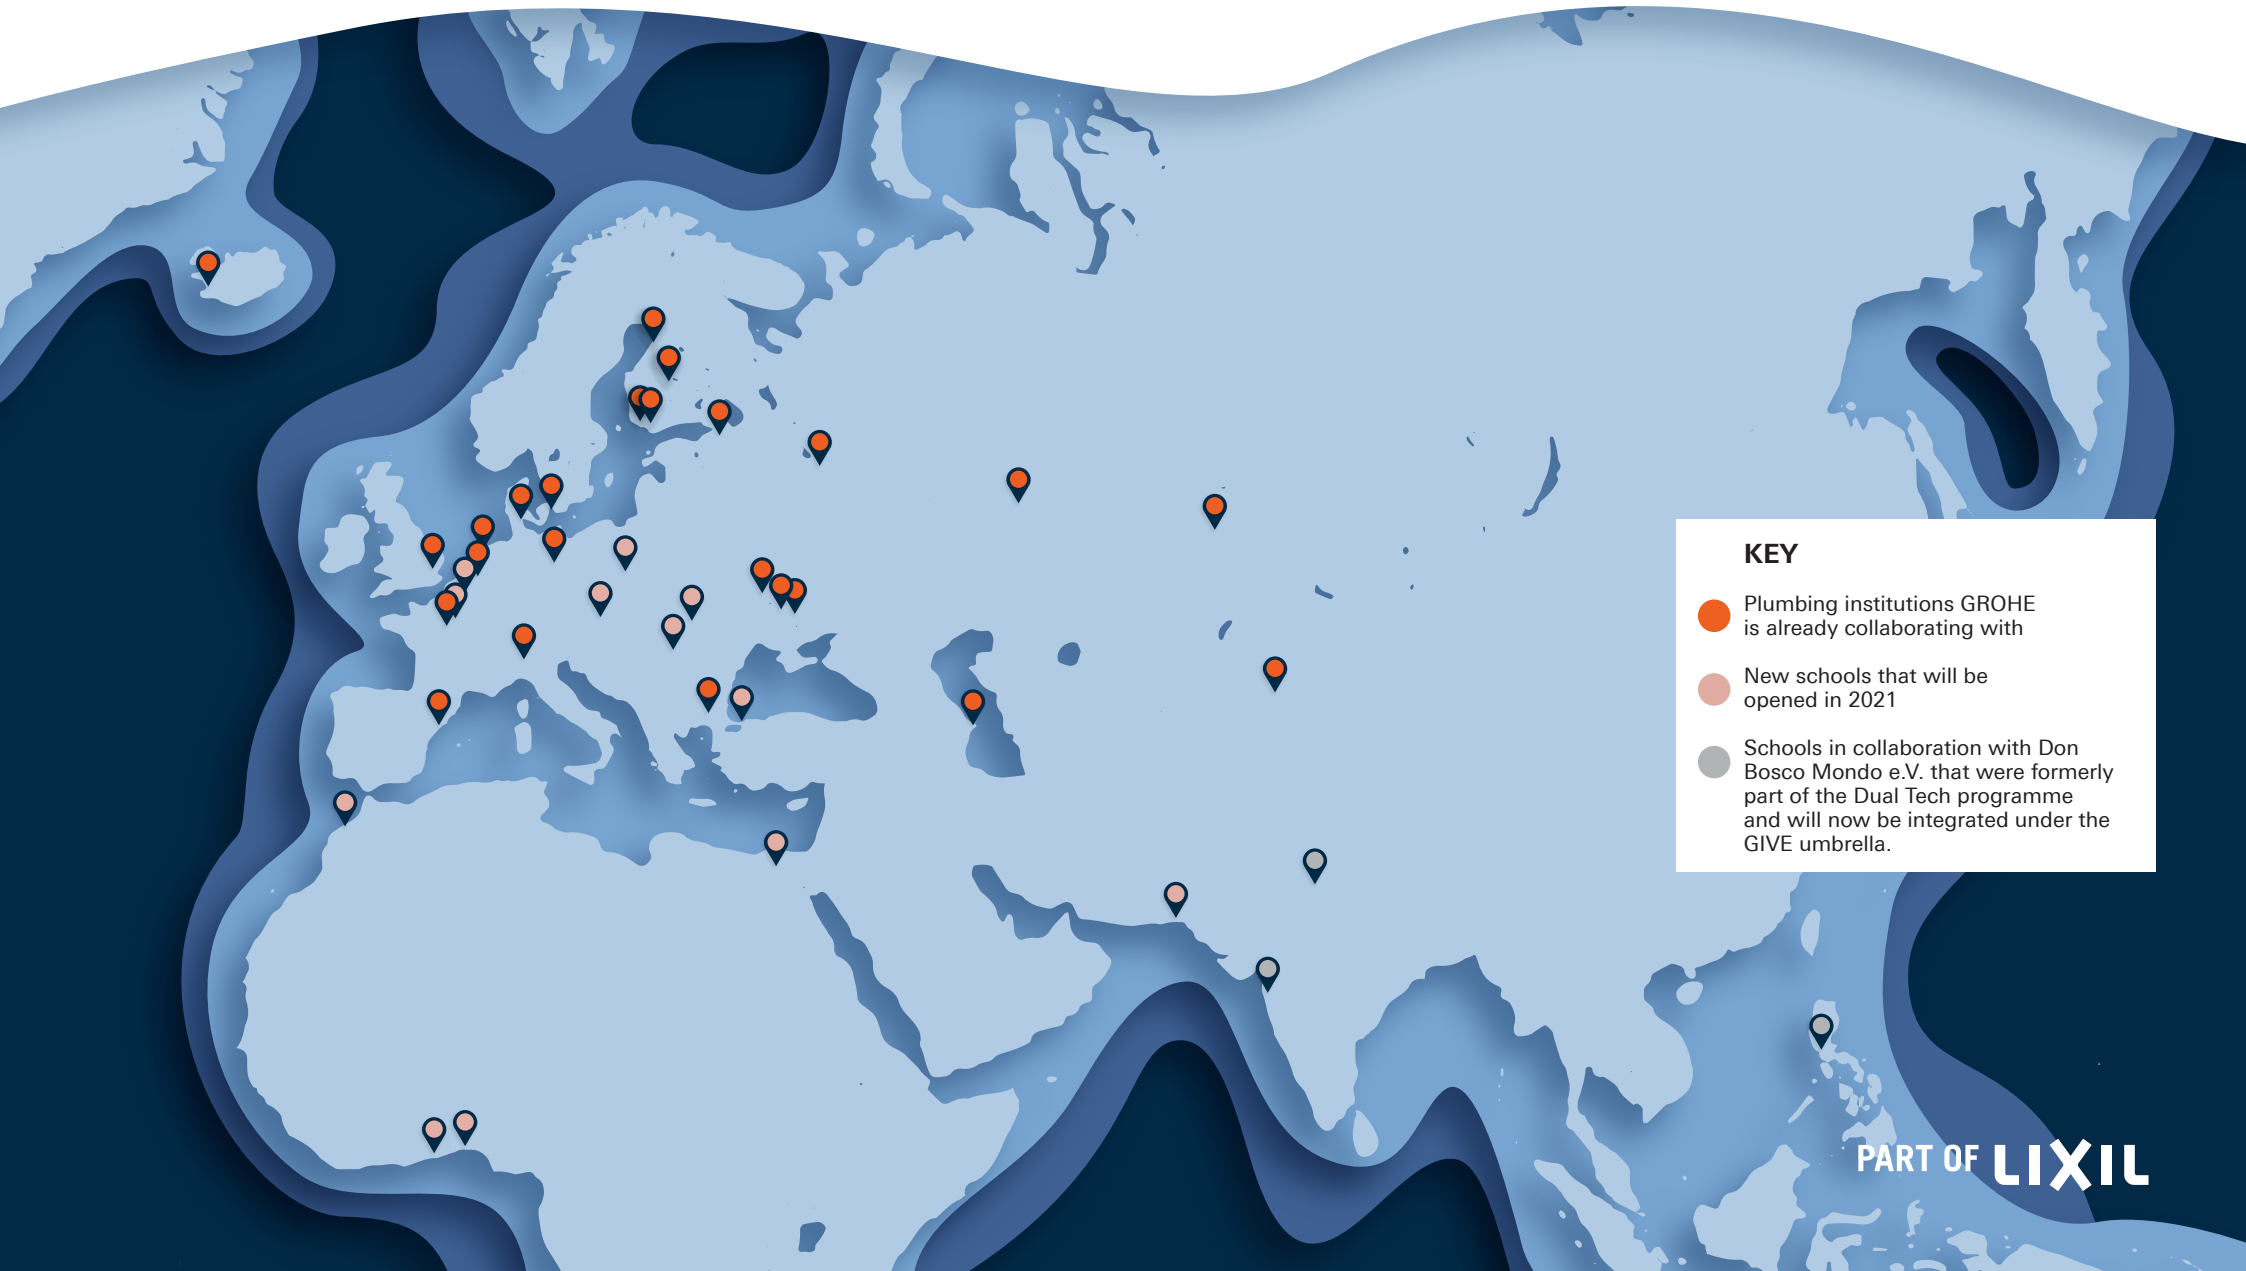 KEY
Plumbing institutions GROHE
is already collaborating with
New schools that will be
opened in 2021
Schools in collaboration with Don
Bosco Mondo e.V. that were formerly
part of the Dual Tech programme
and will now be integrated under the
GIVE umbrella.
PART OF LIXIL